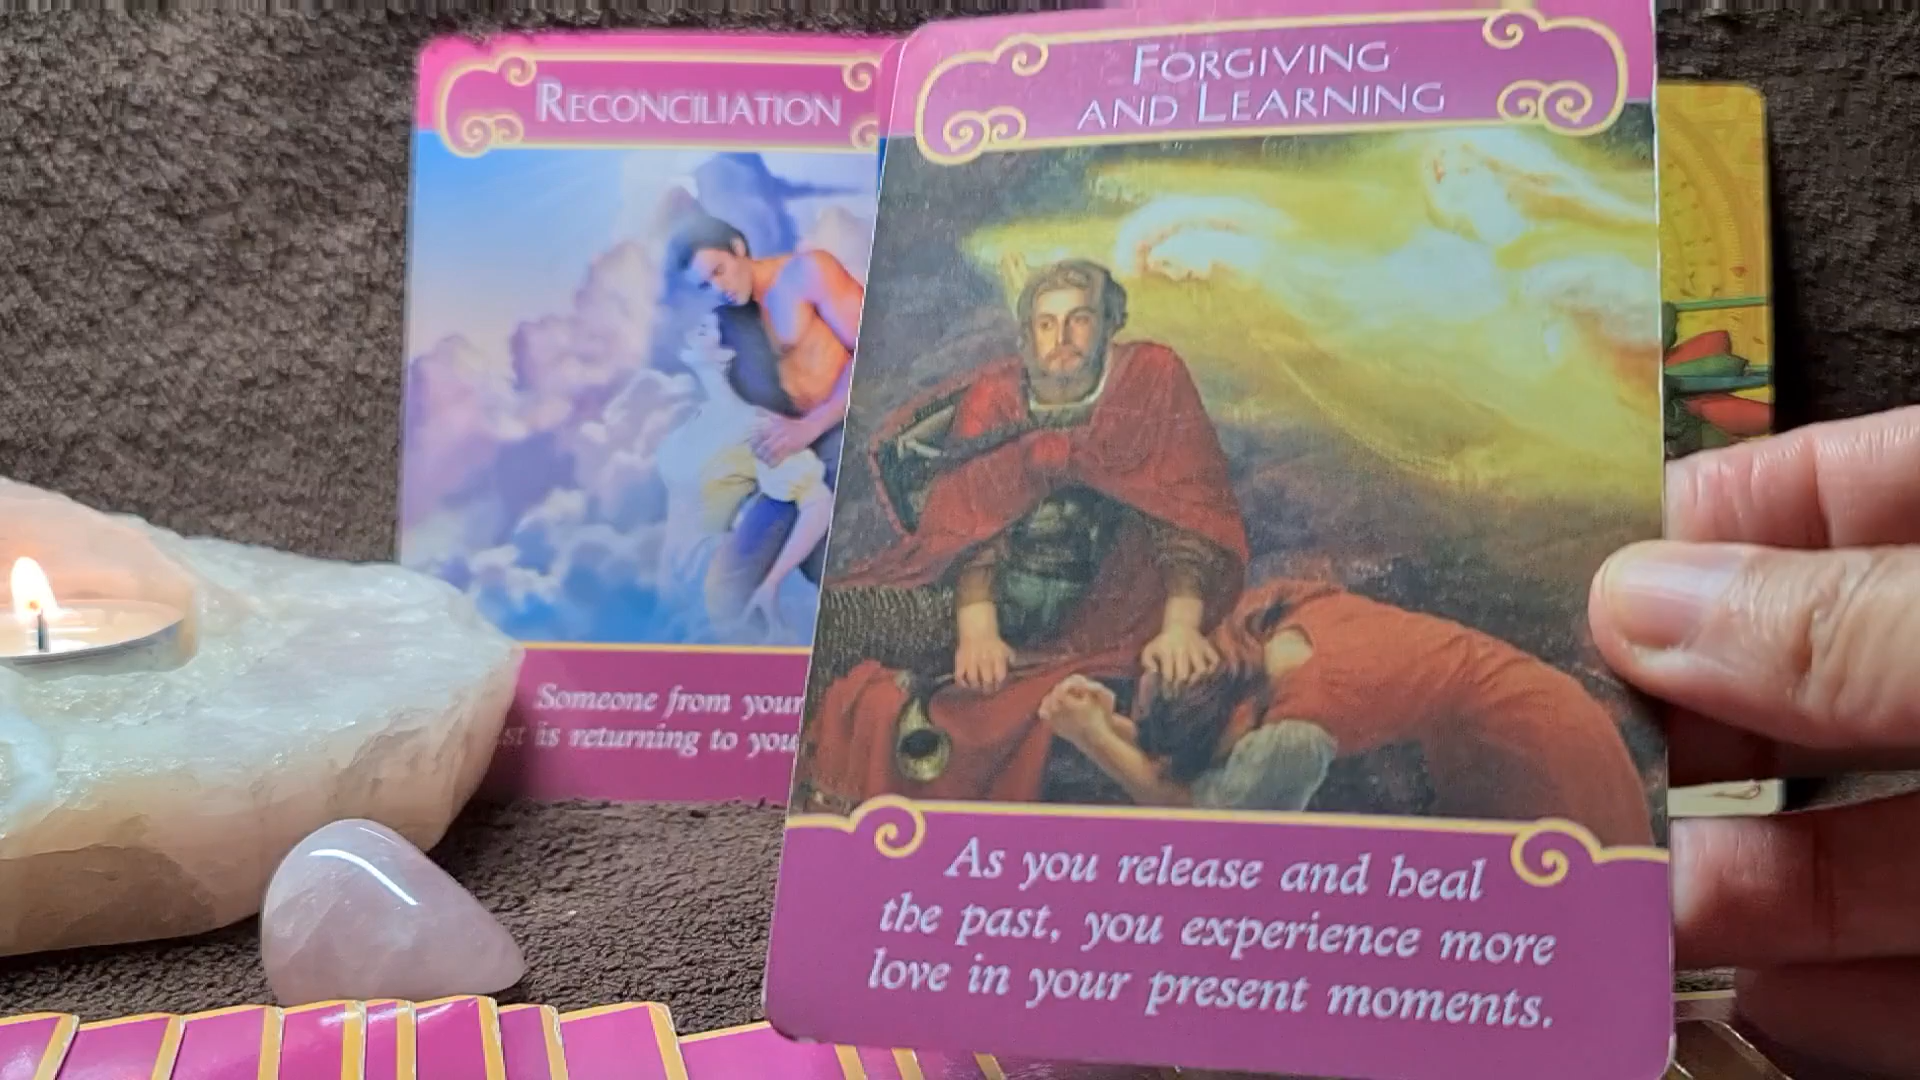 RECONCILIATION
Someone from your
st is returning to you
FORGIVING
AND LEARNING
As you release and heal
the past, you experience more
love in your present moments.